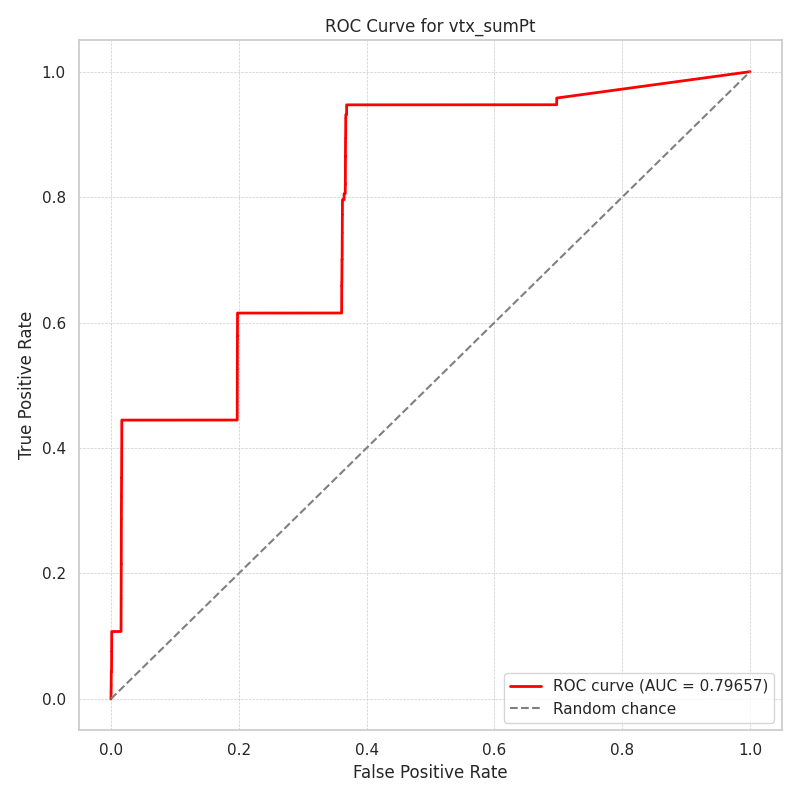 ROC Curve for vtx_sumPt
True Positive Rate
1.0
0.8
0.6
0.4
0.2
0.0
ROC curve (AUC = 0.79657)
Random chance
0.0 0.2 0.4 0.6 0.8 1.0
False Positive Rate